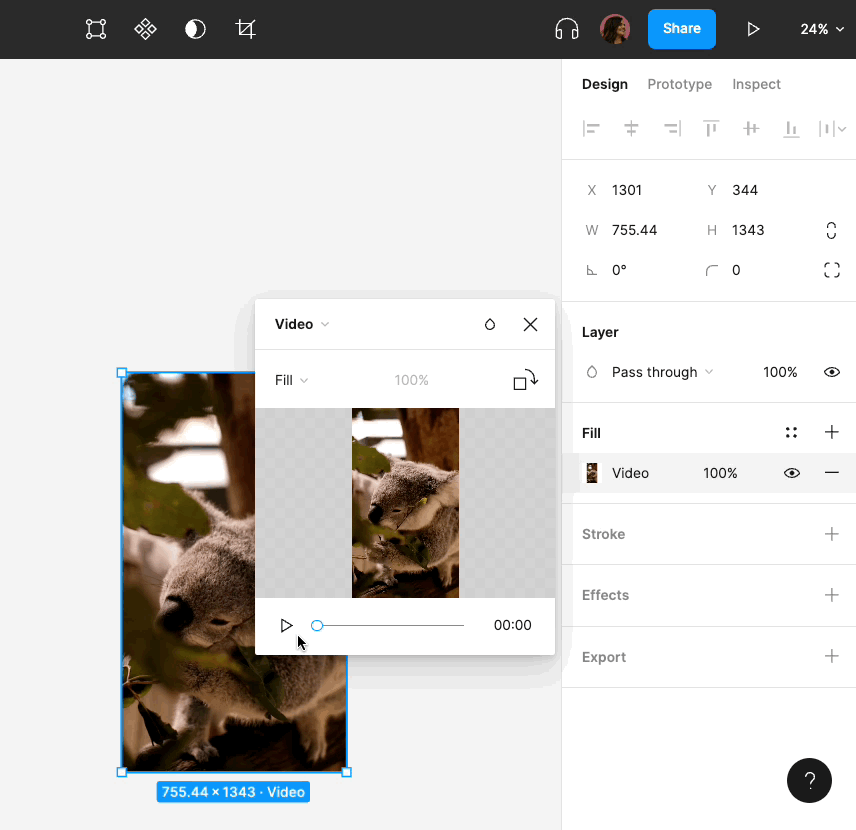 Share
24%
Design Prototype Inspect
X 1301 Y 344
W 755.44 H 1343
0° 0
Layer
Pass through 100%
Fill
Video 100%
Stroke
Effects
Export
Video
Fill 100%
00:00
755.44 × 1343 · Video
?